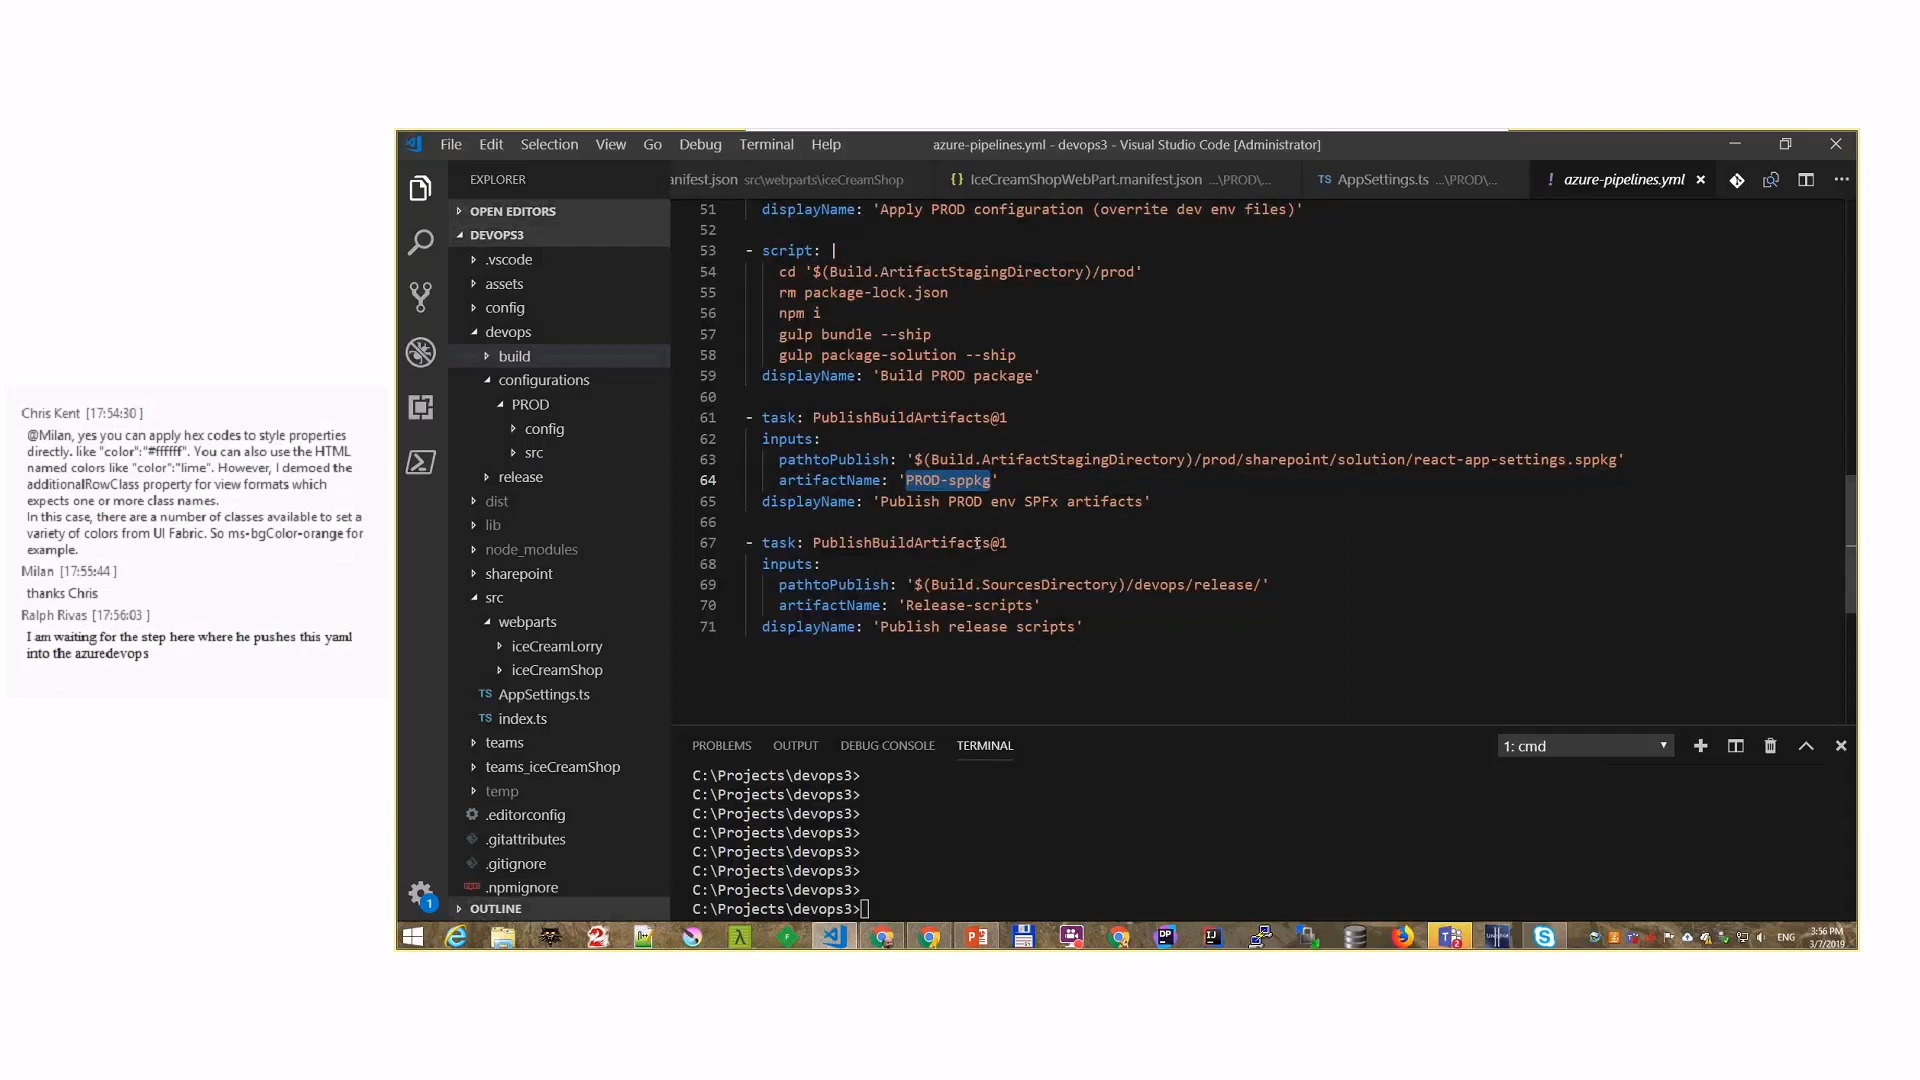 Chris Kent [17:54:30 ]
@Milan, yes you can apply hex codes to style properties
directly. like "color":"#ffffff". You can also use the HTML
named colors like "color":"lime". However, I demoed the
additionalRowClass property for view formats which
expects one or more class names.
In this case, there are a number of classes available to set a
variety of colors from UI Fabric. So ms-bgColor-orange for
example.
Milan [17:55:44 ]
thanks Chris
Ralph Rivas [17:56:03 ]
I am waiting for the step here where he pushes this yaml
into the azuredevops
File Edit Selection View Go Debug Terminal Help
azure-pipelines.yml - devops3 - Visual Studio Code [Administrator]
EXPLORER
OPEN EDITORS
DEVOPS3
.vscode
assets
config
devops
build
configurations
PROD
config
src
release
dist
lib
node_modules
sharepoint
src
webparts
iceCreamLorry
iceCreamShop
TS AppSettings.ts
TS index.ts
teams
teams_iceCreamShop
temp
.editorconfig
.gitattributes
.gitignore
.npmignore
OUTLINE
1
anifest.json src\webparts\iceCreamShop
{} IceCreamShopWebPart.manifest.json ...\PROD\...
TS AppSettings.ts ...\PROD\...
! azure-pipelines.yml
51 displayName: 'Apply PROD configuration (override dev env files)'
52
53 - script: |
54 cd '$(Build.ArtifactStagingDirectory)/prod'
55 rm package-lock.json
56 npm i
57 gulp bundle --ship
58 gulp package-solution --ship
59 displayName: 'Build PROD package'
60
61 - task: PublishBuildArtifacts@1
62 inputs:
63 pathtoPublish: '$(Build.ArtifactStagingDirectory)/prod/sharepoint/solution/react-app-settings.sppkg'
64 artifactName: 'PROD-sppkg'
65 displayName: 'Publish PROD env SPFx artifacts'
66
67 - task: PublishBuildArtifacts@1
68 inputs:
69 pathtoPublish: '$(Build.SourcesDirectory)/devops/release/'
70 artifactName: 'Release-scripts'
71 displayName: 'Publish release scripts'
PROBLEMS OUTPUT DEBUG CONSOLE TERMINAL
1: cmd
C:\Projects\devops3>
C:\Projects\devops3>
C:\Projects\devops3>
C:\Projects\devops3>
C:\Projects\devops3>
C:\Projects\devops3>
C:\Projects\devops3>
C:\Projects\devops3>
ENG
3:56 PM
3/7/2019